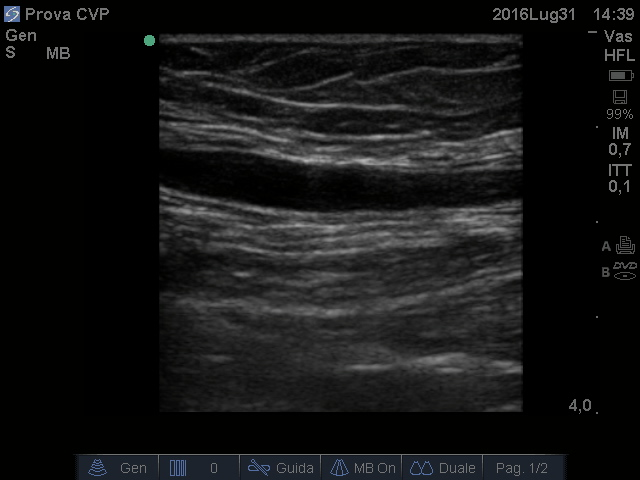 Prova CVP
2016Lug31 14:39
Gen
S MB
Vas
HFL
99%
IM
0,7
ITT
0,1
A
B DVD
4,0
Gen 0 Guida MB On Duale Pag. 1/2